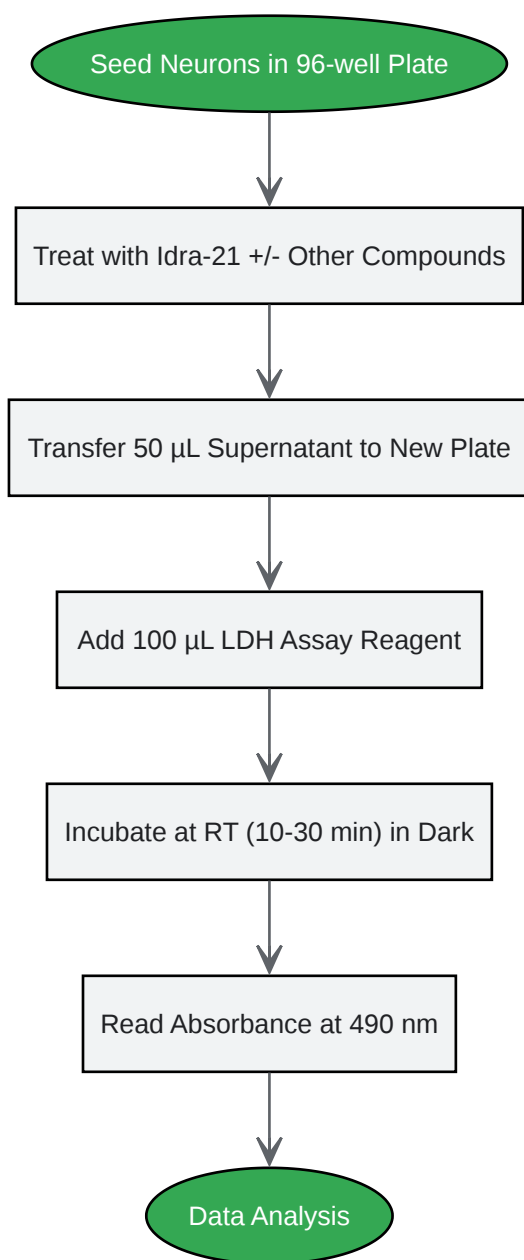 Seed Neurons in 96-well Plate
Treat with Idra-21 +/- Other Compounds
Transfer 50 µL Supernatant to New Plate
Add 100 µL LDH Assay Reagent
Incubate at RT (10-30 min) in Dark
Read Absorbance at 490 nm
Data Analysis